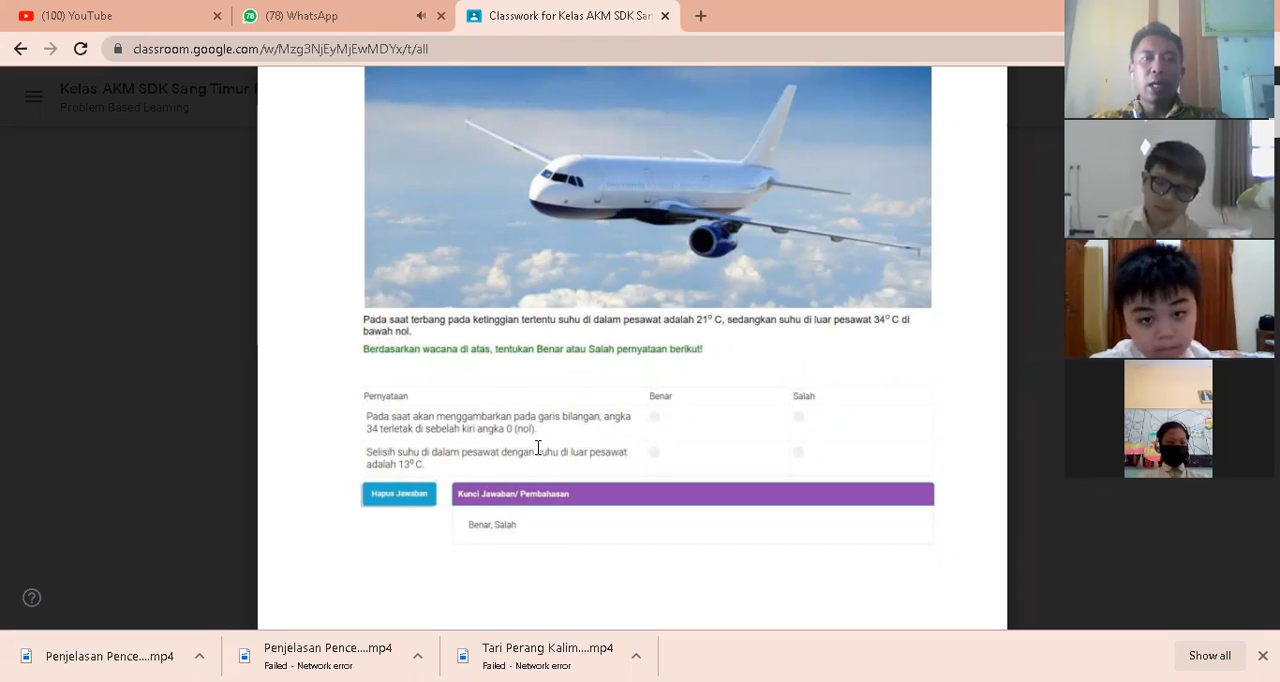 (100) YouTube
(78) WhatsApp
Classwork for Kelas AKM SDK Sar
classroom.google.com/w/Mzg3NjEyMjEwMDYx/t/all
Kelas AKM SDK Sang Timur
Problem Based Learning
Pada saat terbang pada ketinggian tertentu suhu di dalam pesawat adalah 21⁰ C, sedangkan suhu di luar pesawat 34⁰ C di
bawah nol.
Berdasarkan wacana di atas, tentukan Benar atau Salah pernyataan berikut!
Pernyataan Benar Salah
Pada saat akan menggambarkan pada garis bilangan, angka
34 terletak di sebelah kiri angka 0 (nol).
Selisih suhu di dalam pesawat dengan suhu di luar pesawat
adalah 13⁰ C.
Hapus Jawaban
Kunci Jawaban/ Pembahasan
Benar, Salah
Penjelasan Pence....mp4
Penjelasan Pence....mp4
Failed - Network error
Tari Perang Kalim....mp4
Failed - Network error
Show all